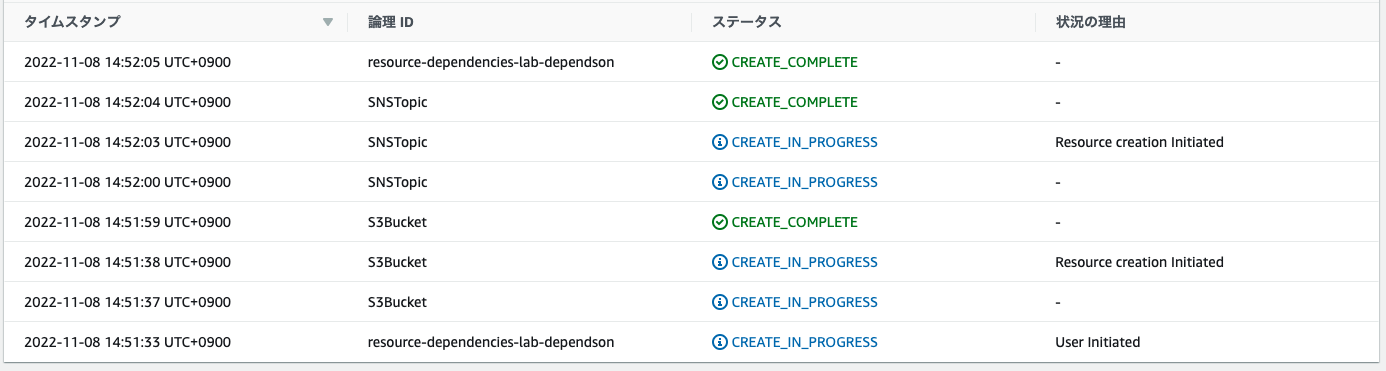 タイムスタンプ 論理 ID ステータス 状況の理由
2022-11-08 14:52:05 UTC+0900 resource-dependencies-lab-dependson CREATE_COMPLETE -
2022-11-08 14:52:04 UTC+0900 SNSTopic CREATE_COMPLETE -
2022-11-08 14:52:03 UTC+0900 SNSTopic CREATE_IN_PROGRESS Resource creation Initiated
2022-11-08 14:52:00 UTC+0900 SNSTopic CREATE_IN_PROGRESS -
2022-11-08 14:51:59 UTC+0900 S3Bucket CREATE_COMPLETE -
2022-11-08 14:51:38 UTC+0900 S3Bucket CREATE_IN_PROGRESS Resource creation Initiated
2022-11-08 14:51:37 UTC+0900 S3Bucket CREATE_IN_PROGRESS -
2022-11-08 14:51:33 UTC+0900 resource-dependencies-lab-dependson CREATE_IN_PROGRESS User Initiated